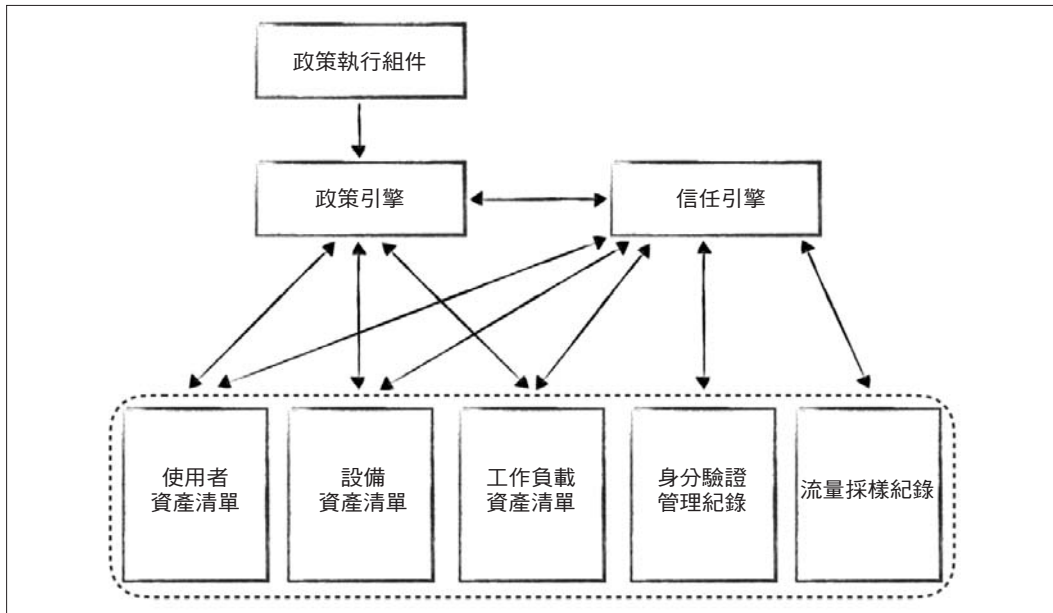 政策執行組件
政策引擎
信任引擎
使用者
資產清單
設備
資產清單
工作負載
資產清單
身分驗證
管理紀錄
流量採樣紀錄